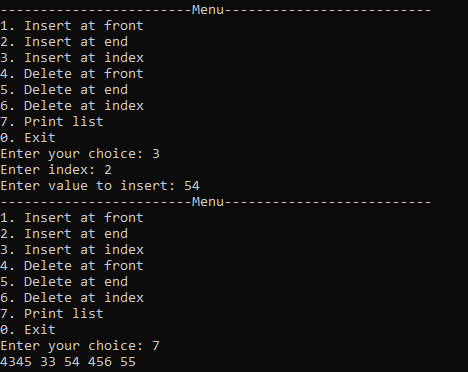 ------------------------Menu--------------------------
1. Insert at front
2. Insert at end
3. Insert at index
4. Delete at front
5. Delete at end
6. Delete at index
7. Print list
0. Exit
Enter your choice: 3
Enter index: 2
Enter value to insert: 54
------------------------Menu--------------------------
1. Insert at front
2. Insert at end
3. Insert at index
4. Delete at front
5. Delete at end
6. Delete at index
7. Print list
0. Exit
Enter your choice: 7
4345 33 54 456 55